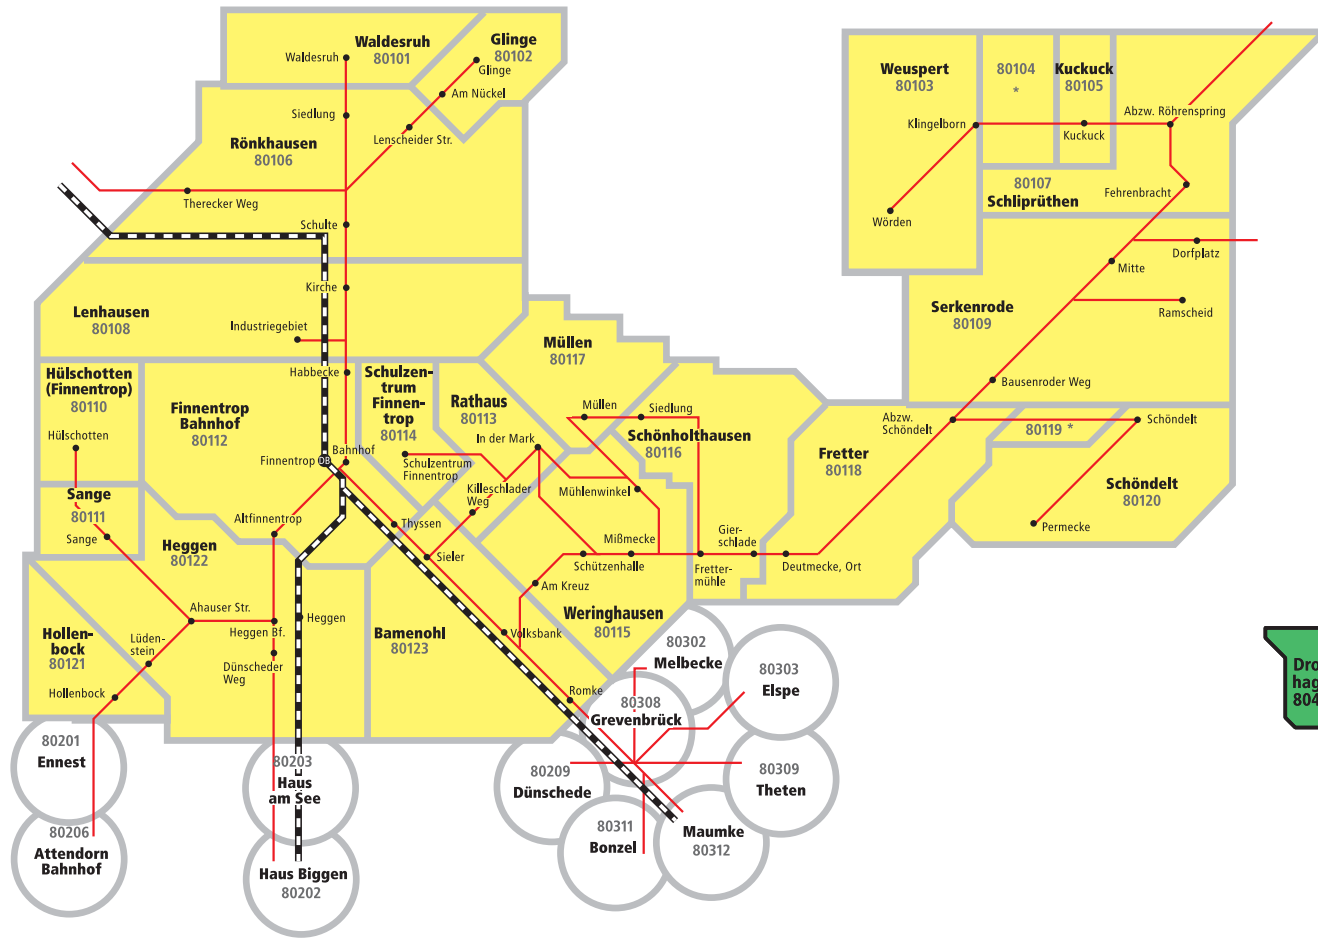 Waldesruh
80101
Waldesruh
Glinge
80102
Glinge
Am Nückel
Siedlung
Lenscheider Str.
Rönkhausen
80106
Therecker Weg
Schulte
Weuspert
80103
80104
*
Kuckuck
80105
Klingelborn
Kuckuck
Abzw. Röhrenspring
Wörden
80107
Schliprüthen
Fehrenbracht
Dorfplatz
Mitte
Serkenrode
80109
Ramscheid
Bausenroder Weg
Kirche
Lenhausen
80108
Industriegebiet
Habbecke
Müllen
80117
Hülschotten
(Finnentrop)
80110
Hülschotten
Finnentrop
Bahnhof
80112
Schulzen-
trum
Finnen-
trop
80114
Rathaus
80113
Bahnhof
Finnentrop
DB
Schulzentrum
Finnentrop
In der Mark
Killeschlader
Weg
Müllen
Siedlung
Schönholthausen
80116
Mühlenwinkel
Fretter
80118
Abzw.
Schöndelt
80119 *
Schöndelt
Schöndelt
80120
Permecke
Sange
80111
Sange
Altfinnentrop
Thyssen
Sieler
Heggen
80122
Mißmecke
Schützenhalle
Am Kreuz
Gier-
schlade
Fretter-
mühle
Deutmecke, Ort
Ahauser Str.
Heggen Bf.
Heggen
Dünscheder
Weg
Lüden-
stein
Hollen-
bock
80121
Hollenbock
Bamenohl
80123
Volksbank
Weringhausen
80115
Romke
80302
Melbecke
80303
Elspe
80308
Grevenbrück
80201
Ennest
80206
Attendorn
Bahnhof
80203
Haus
am See
Haus Biggen
80202
80209
Dünschede
80309
Theten
80311
Bonzel
Maumke
80312
Dro
hag
804